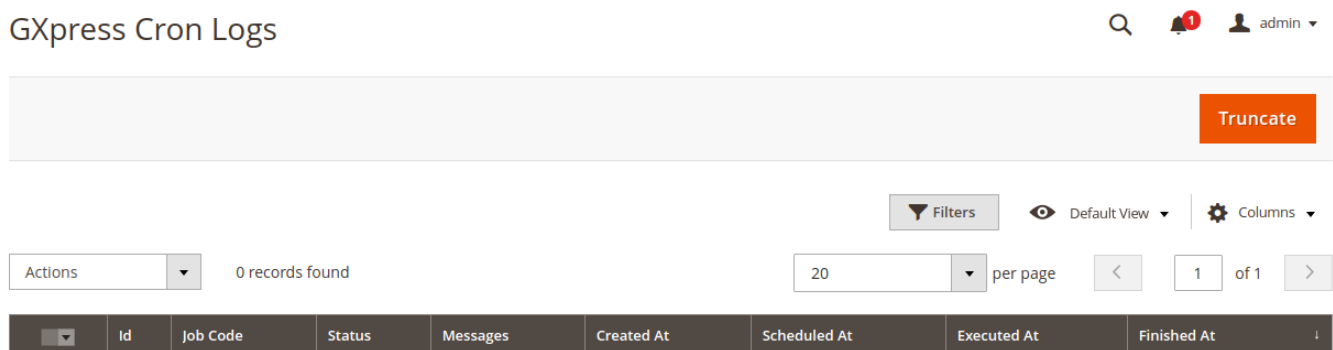 GXpress Cron Logs
1
admin
Truncate
Filters
Default View
Columns
Actions
0 records found
20
per page
1
of 1
Id
Job Code
Status
Messages
Created At
Scheduled At
Executed At
Finished At